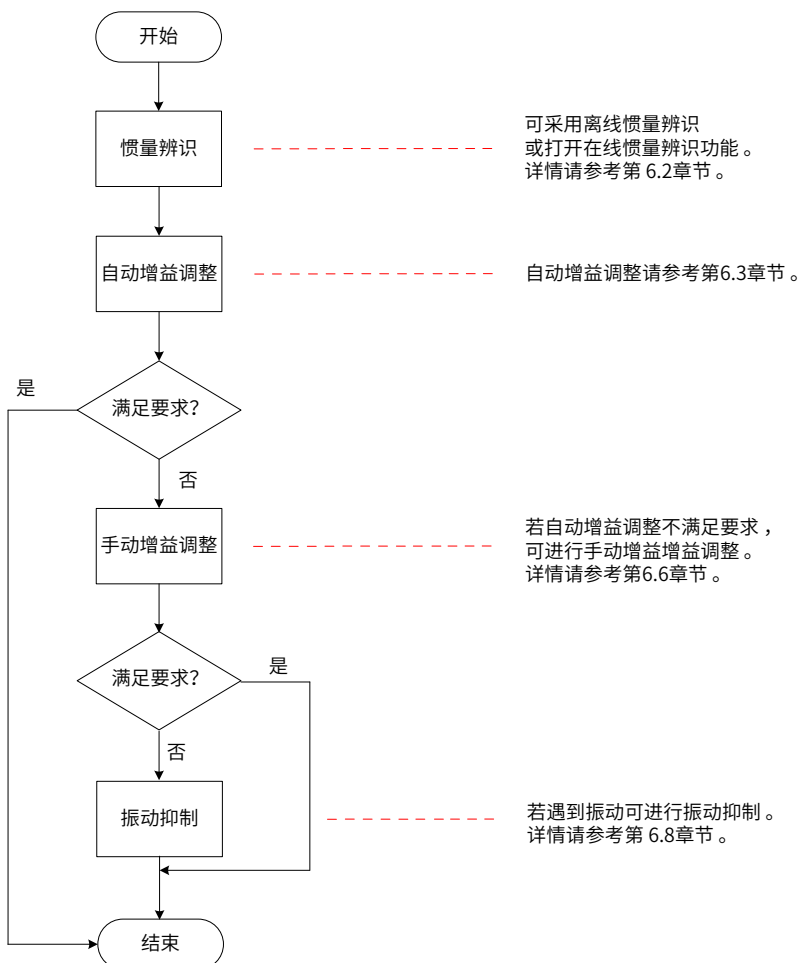 开始
惯量辨识
可采用离线惯量辨识
或打开在线惯量辨识功能。
详情请参考第 6.2章节。
自动增益调整
自动增益调整请参考第6.3章节。
是
满足要求？
否
手动增益调整
若自动增益调整不满足要求，
可进行手动增益增益调整。
详情请参考第6.6章节。
满足要求？
是
否
振动抑制
若遇到振动可进行振动抑制。
详情请参考第 6.8章节。
结束